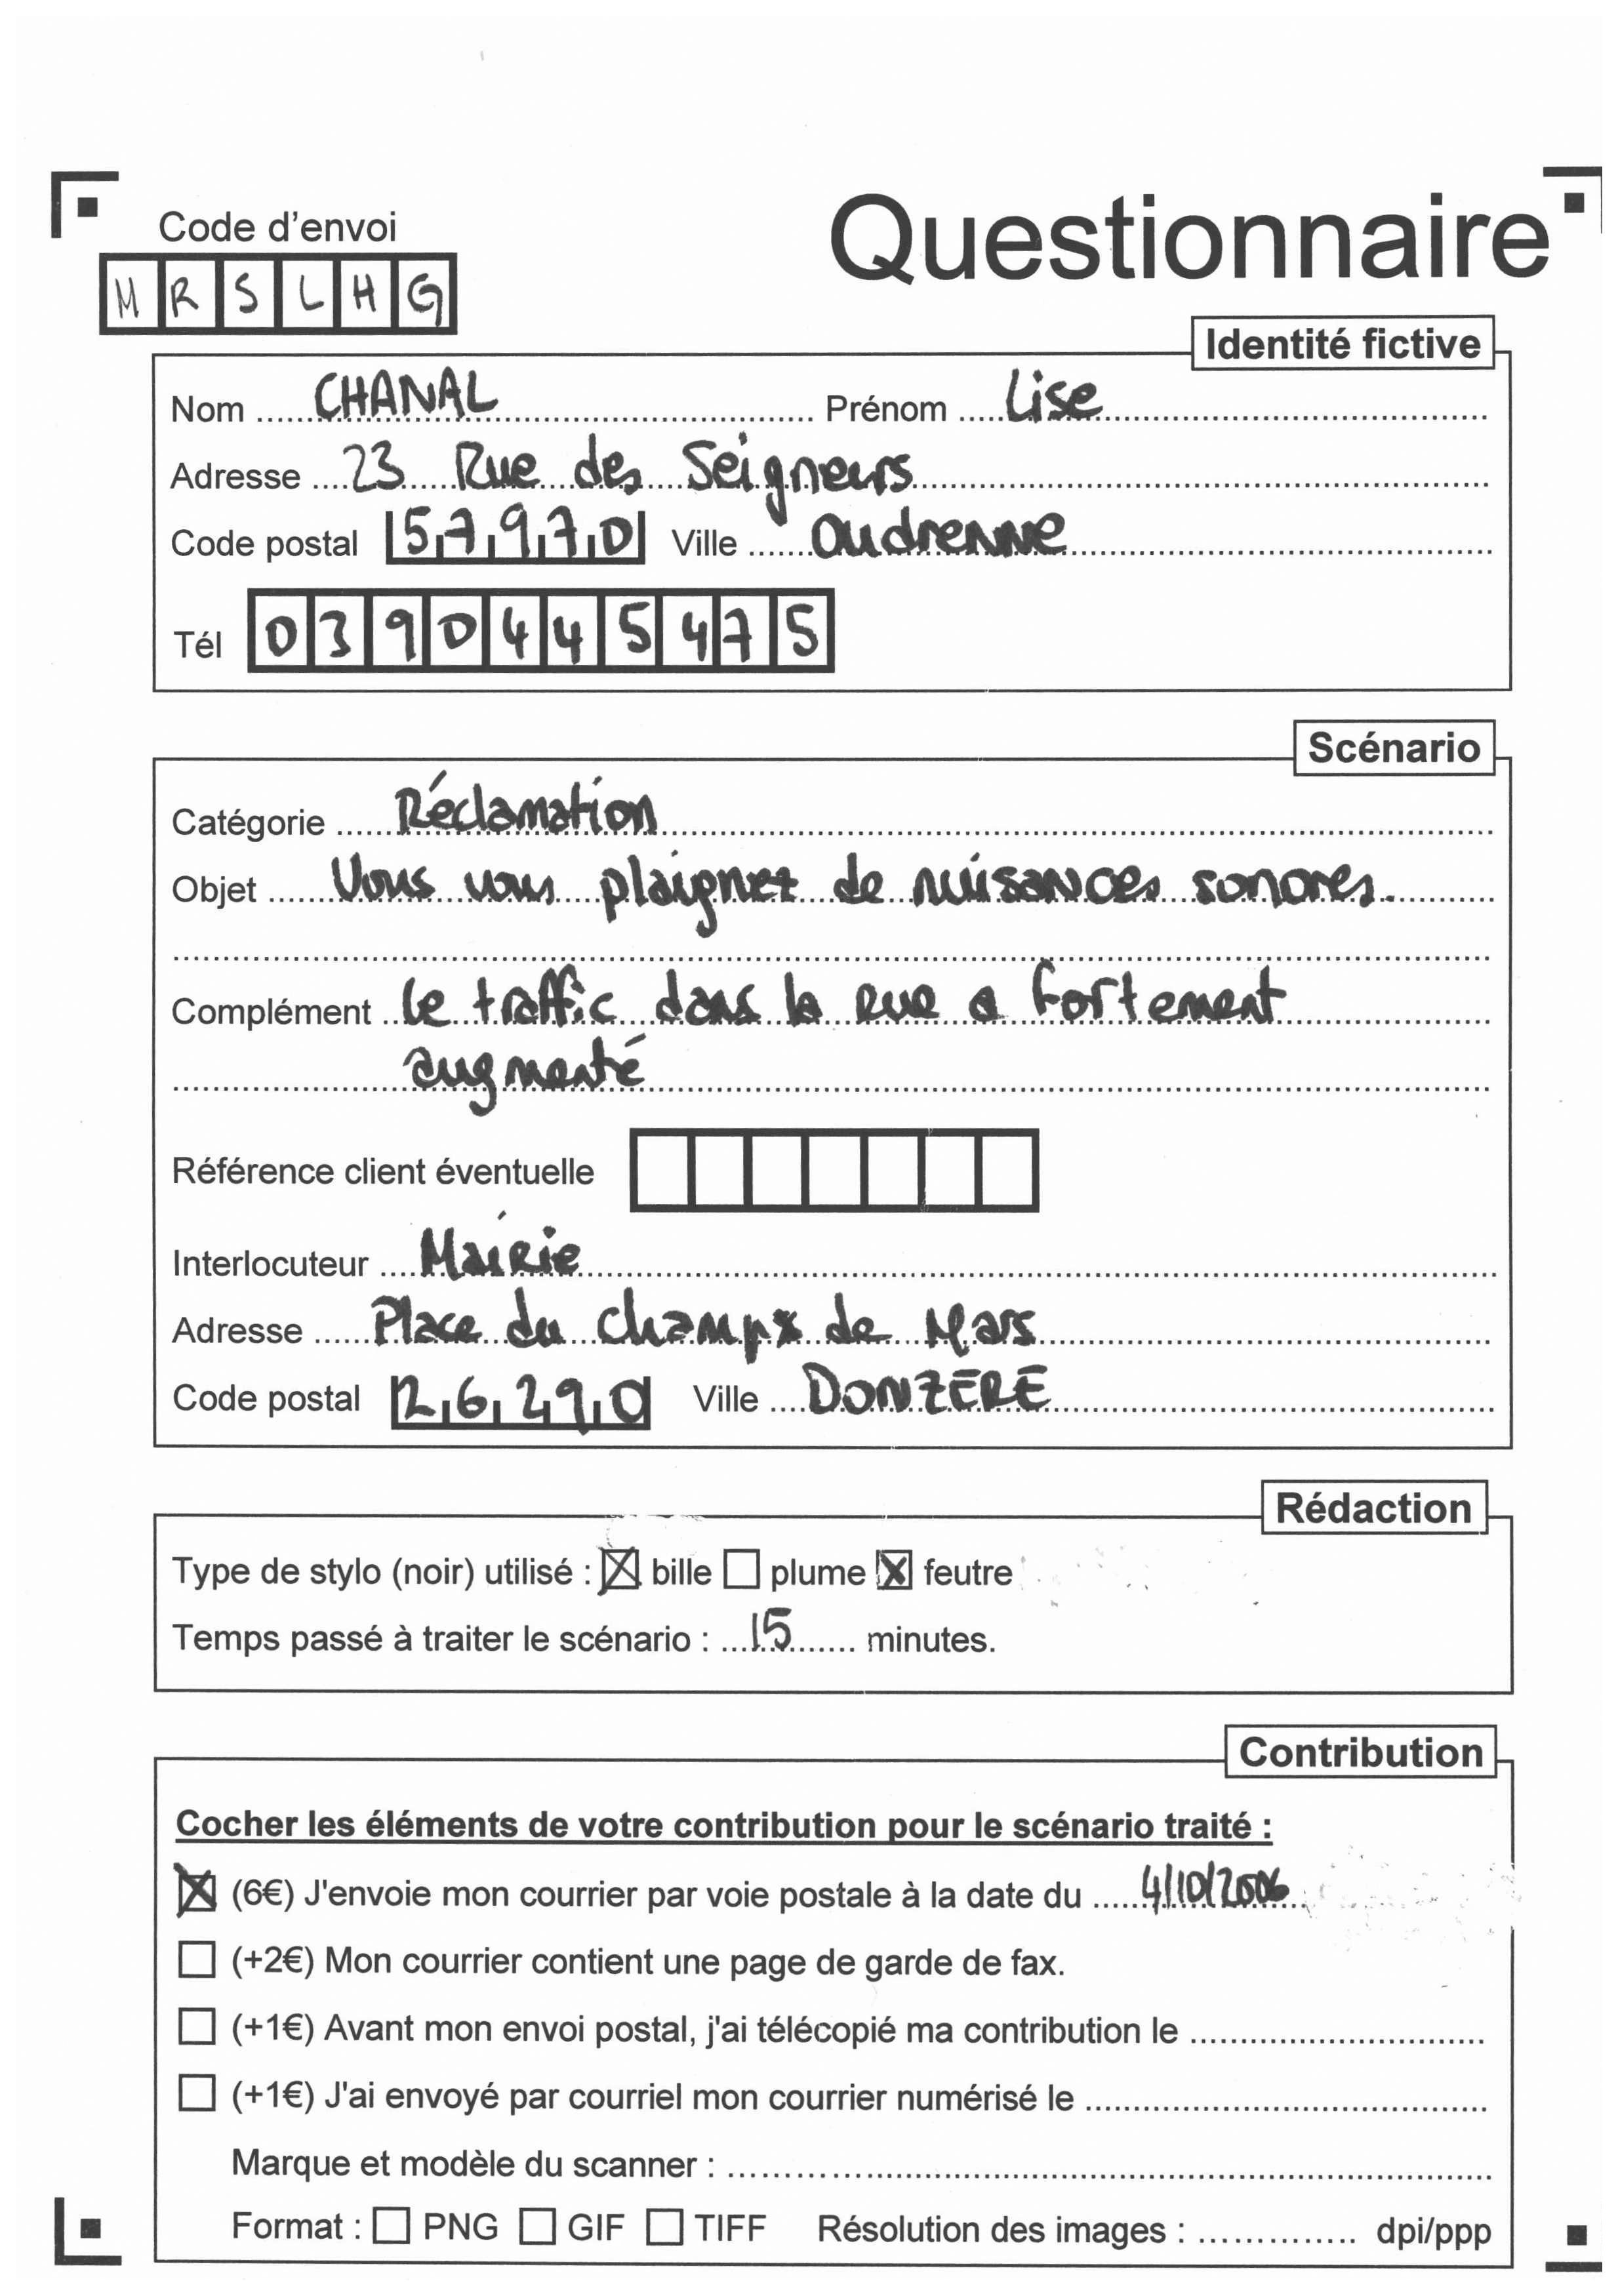 Questionnaire
Code d'envoi
MRSLHG
Identité fictive
Nom ..... CHANAL ..... Prénom ..... Lise
Adresse .... 23 Rue des Seigneurs
Code postal 57970 Ville ..... Oudrenne
Tél 0390445475
Scénario
Catégorie ..... Réclamation
Objet ..... Vous vous plaignez de nuisances sonores.
Complément .. le traffic dans la rue a fortement
augmenté
Référence client éventuelle
Interlocuteur .... Mairie
Adresse ..... Place du champs de Mars
Code postal 26290 Ville .... DONZERE
Rédaction
Type de stylo (noir) utilisé : ☒ bille ☐ plume ☒ feutre
Temps passé à traiter le scénario : ...15....... minutes.
Contribution
Cocher les éléments de votre contribution pour le scénario traité :
☒ (6€) J'envoie mon courrier par voie postale à la date du ..... 4/10/2006
☐ (+2€) Mon courrier contient une page de garde de fax.
☐ (+1€) Avant mon envoi postal, j'ai télécopié ma contribution le ..............................
☐ (+1€) J'ai envoyé par courriel mon courrier numérisé le ..........................................
Marque et modèle du scanner : ................................................................................
Format : ☐ PNG ☐ GIF ☐ TIFF Résolution des images : .............. dpi/ppp